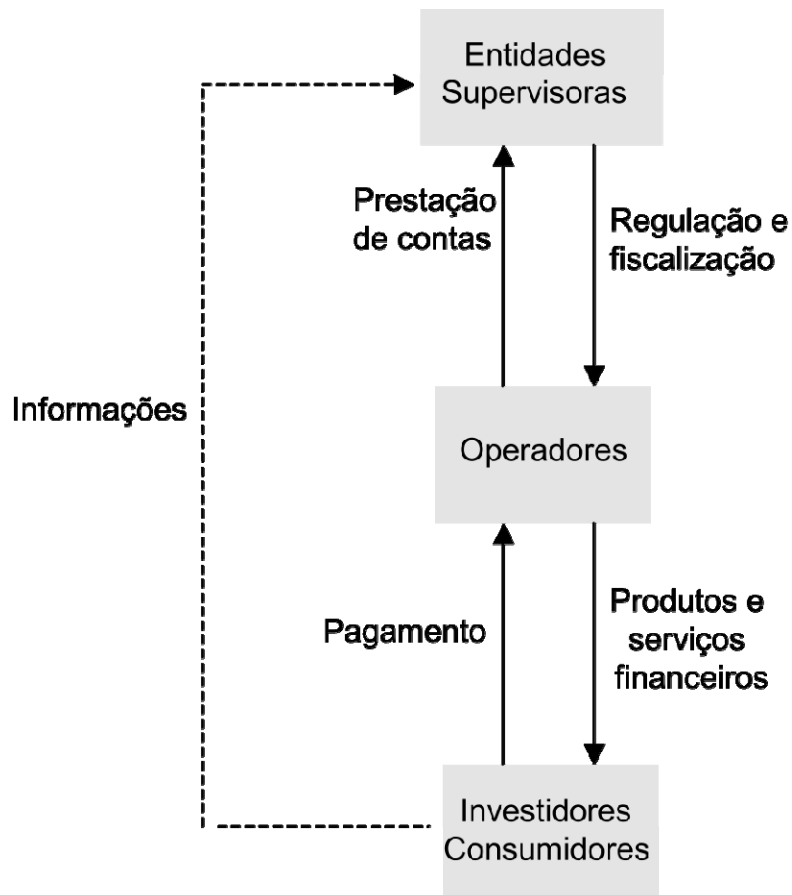 Entidades
Supervisoras
Prestação
de contas
Regulação e
fiscalização
Informações
Operadores
Pagamento
Produtos e
serviços
financeiros
Investidores
Consumidores